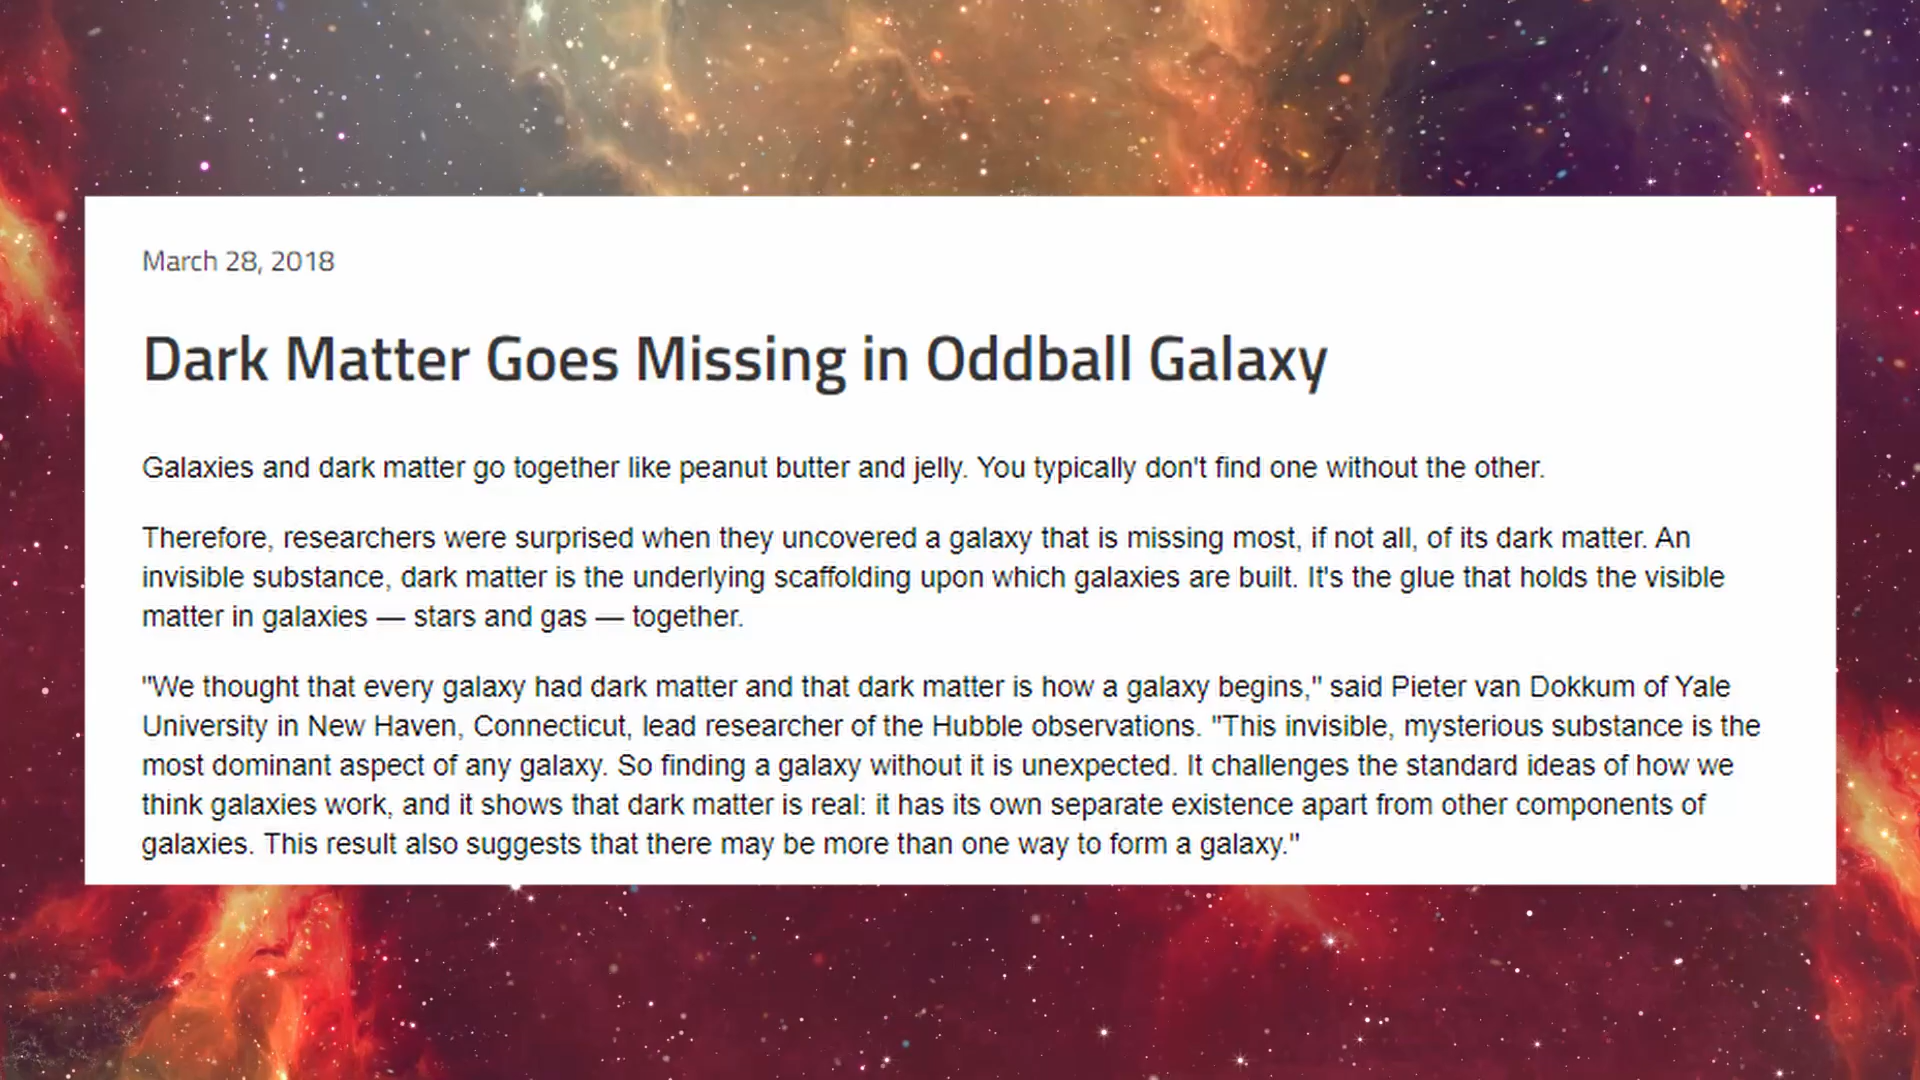 March 28, 2018
Dark Matter Goes Missing in Oddball Galaxy
Galaxies and dark matter go together like peanut butter and jelly. You typically don't find one without the other.
Therefore, researchers were surprised when they uncovered a galaxy that is missing most, if not all, of its dark matter. An
invisible substance, dark matter is the underlying scaffolding upon which galaxies are built. It's the glue that holds the visible
matter in galaxies — stars and gas — together.
"We thought that every galaxy had dark matter and that dark matter is how a galaxy begins," said Pieter van Dokkum of Yale
University in New Haven, Connecticut, lead researcher of the Hubble observations. "This invisible, mysterious substance is the
most dominant aspect of any galaxy. So finding a galaxy without it is unexpected. It challenges the standard ideas of how we
think galaxies work, and it shows that dark matter is real: it has its own separate existence apart from other components of
galaxies. This result also suggests that there may be more than one way to form a galaxy."